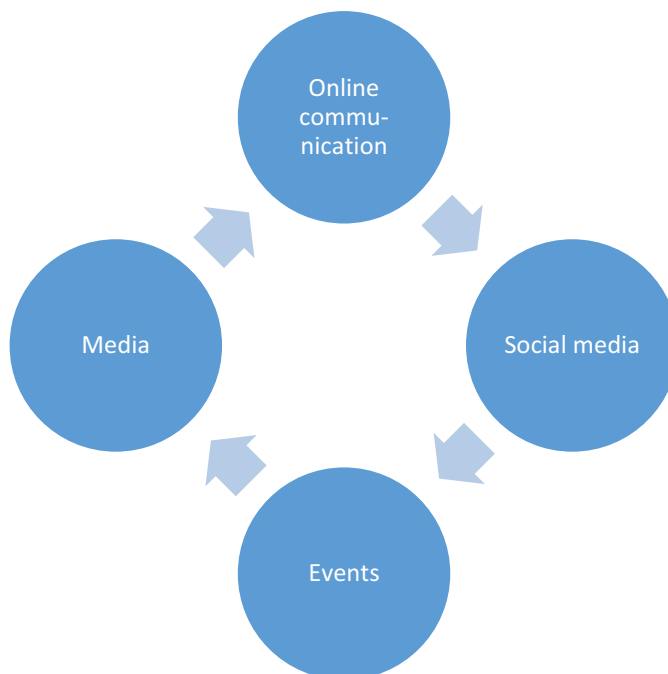 Online
commu-
nication
Social media
Media
Events